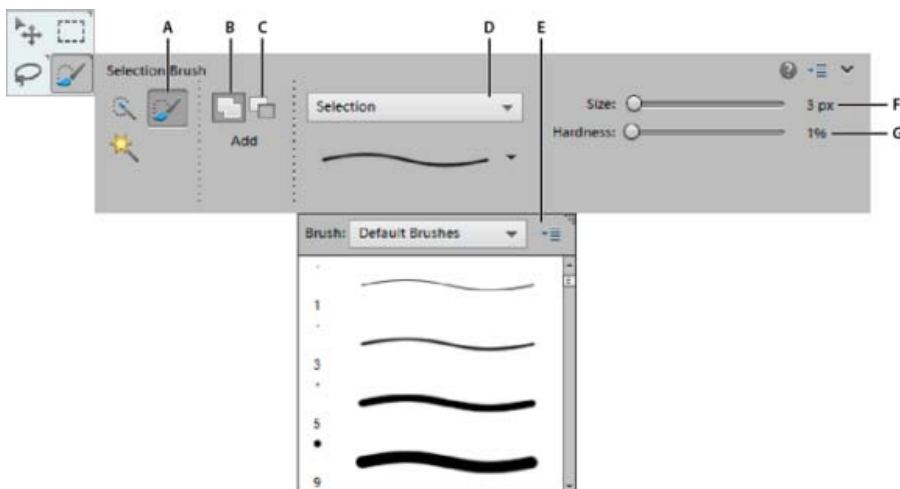 A B C D E
Selection Brush
Selection
Size: 3 px F
Add
Hardness: 1% G
Brush: Default Brushes
1
3
5
9